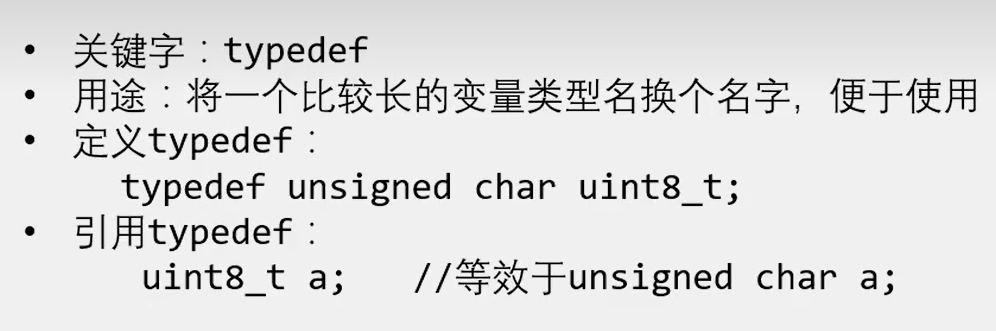 • 关键字：typedef
• 用途：将一个比较长的变量类型名换个名字，便于使用
• 定义typedef：
typedef unsigned char uint8_t;
• 引用typedef：
uint8_t a;   //等效于unsigned char a;